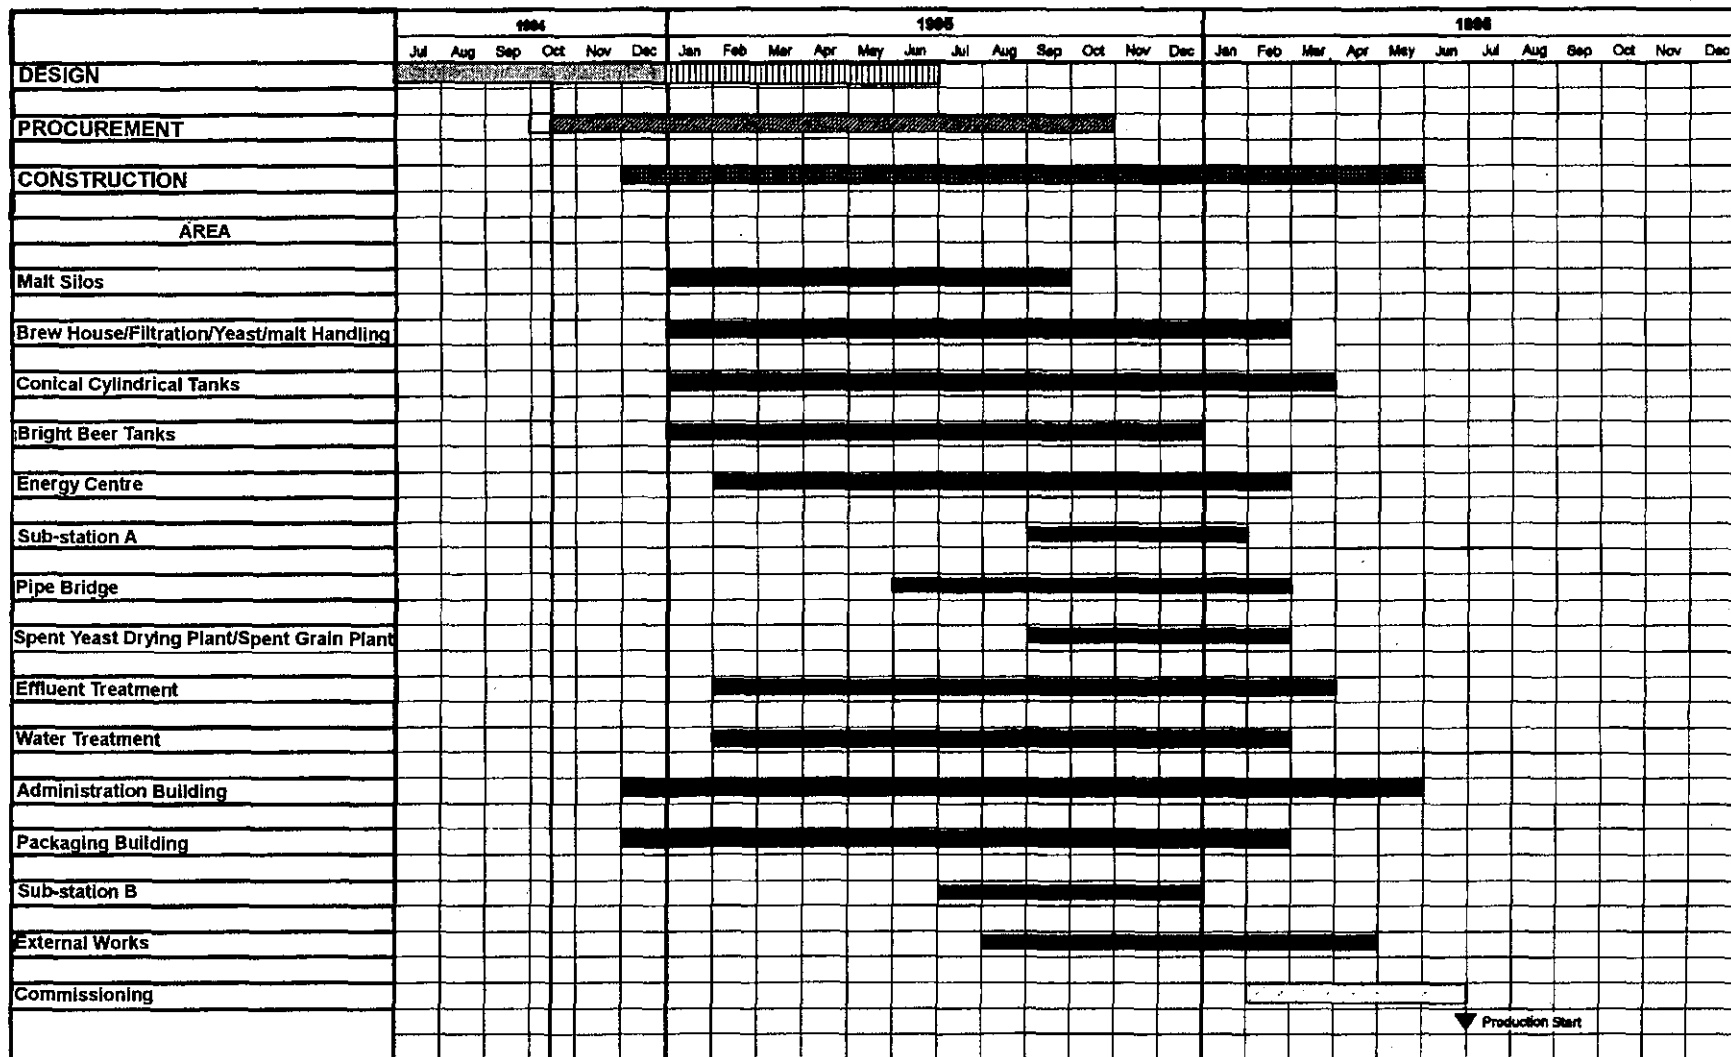 1994 1995 1996
Jul Aug Sep Oct Nov Dec Jan Feb Mar Apr May Jun Jul Aug Sep Oct Nov Dec Jan Feb Mar Apr May Jun Jul Aug Sep Oct Nov Dec
DESIGN
PROCUREMENT
CONSTRUCTION
AREA
Malt Silos
Brew House/Filtration/Yeast/malt Handling
Conical Cylindrical Tanks
Bright Beer Tanks
Energy Centre
Sub-station A
Pipe Bridge
Spent Yeast Drying Plant/Spent Grain Plant
Effluent Treatment
Water Treatment
Administration Building
Packaging Building
Sub-station B
External Works
Commissioning
Production Start